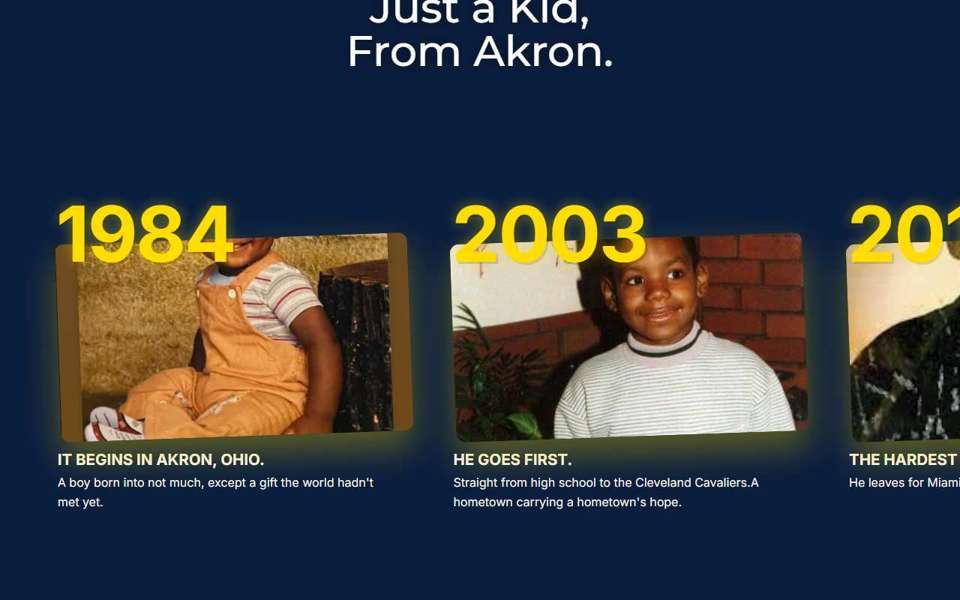 Just a Kid,
From Akron.
1984
2003
IT BEGINS IN AKRON, OHIO.
A boy born into not much, except a gift the world hadn't
met yet.
HE GOES FIRST.
Straight from high school to the Cleveland Cavaliers.A
hometown carrying a hometown's hope.
THE HARDEST
He leaves for